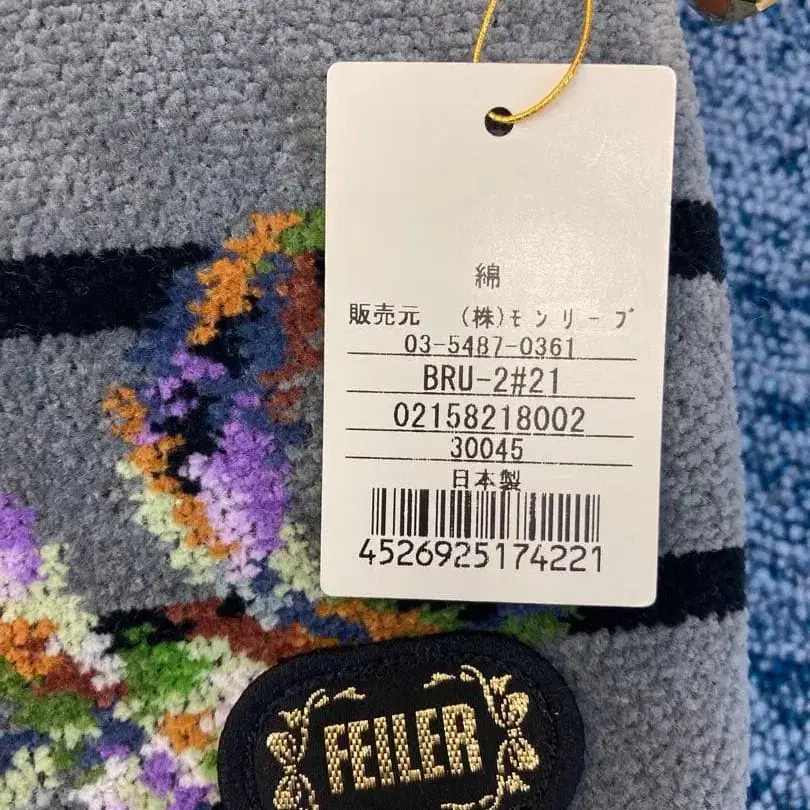 綿
販売元 (株)ﾓﾝﾘｰﾌﾞ
03-5487-0361
BRU-2#21
02158218002
30045
日本製
4526925174221
FEILER